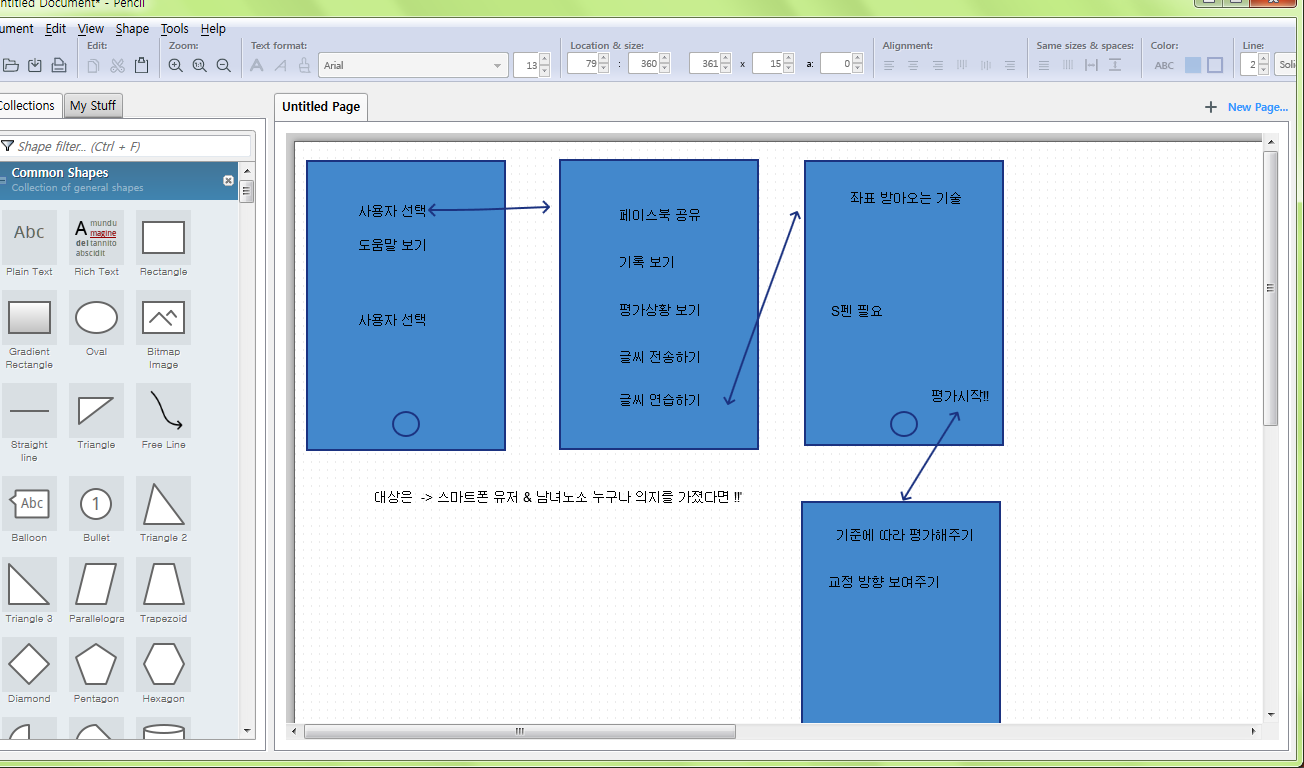 ntitled Document* - Pencil
ument Edit View Shape Tools Help
Edit: Zoom: Text format: Location & size: Alignment: Same sizes & spaces: Color: Line:
Arial 13 79 : 360 361 x 15 a: 0 ABC 2 Soli
Collections My Stuff
Untitled Page
New Page...
Shape filter... (Ctrl + F)
Common Shapes
Collection of general shapes
Abc
A mundu
magine
del tannito
abscidit
Plain Text Rich Text Rectangle
Gradient Rectangle
Oval
Bitmap Image
Straight line
Triangle
Free Line
Abc
1
Balloon Bullet Triangle 2
Triangle 3 Parallelogra Trapezoid
Diamond Pentagon Hexagon
사용자 선택
도움말 보기
사용자 선택
페이스북 공유
기록 보기
평가상황 보기
글씨 전송하기
글씨 연습하기
좌표 받아오는 기술
S펜 필요
평가시작!!
대상은 -> 스마트폰 유저 & 남녀노소 누구나 의지를 가졌다면 !!'
기준에 따라 평가해주기
교정 방향 보여주기